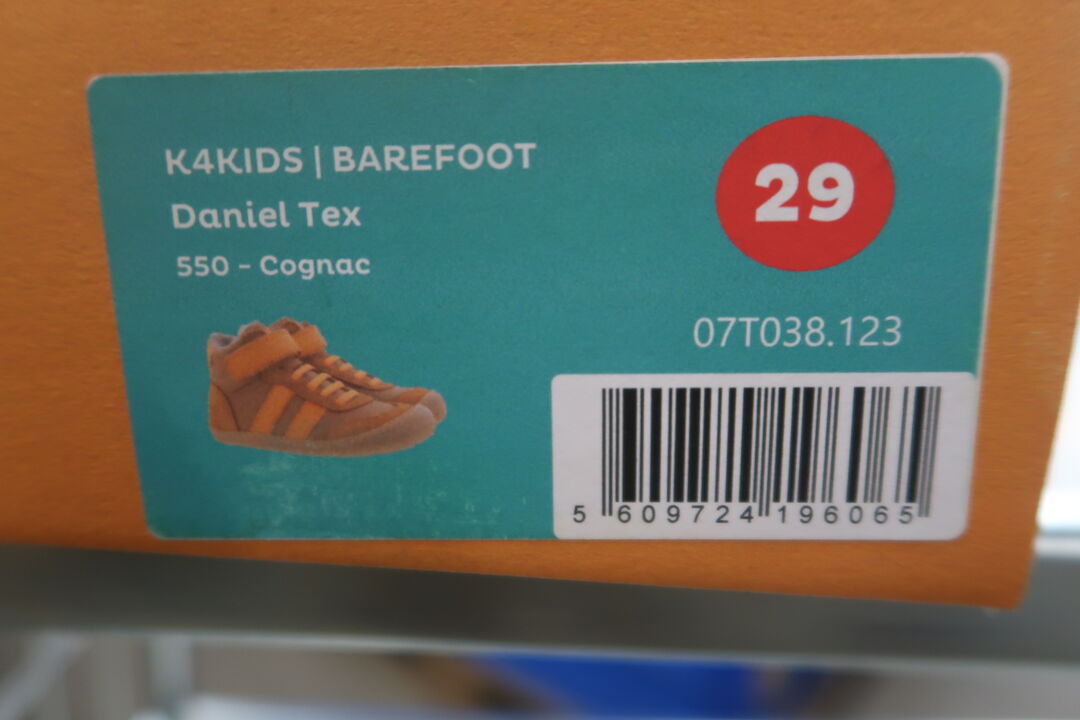 K4KIDS | BAREFOOT
Daniel Tex
550 - Cognac
29
07T038.123
5 609724 196065